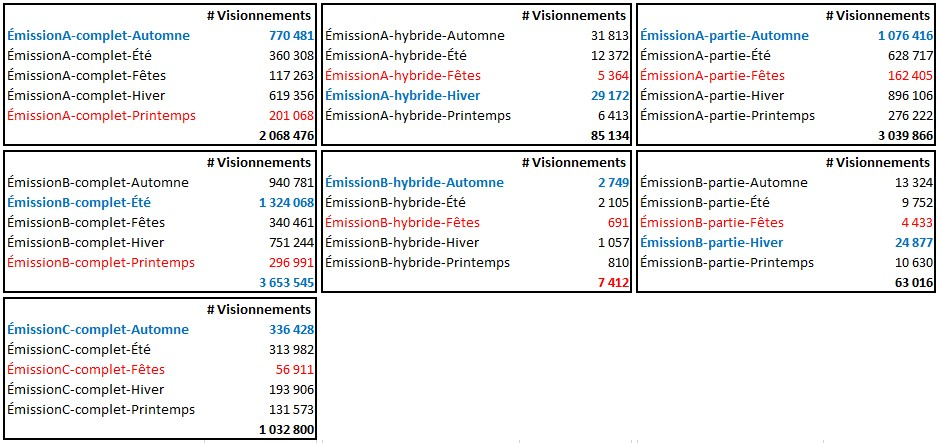 # Visionnements
ÉmissionA-complet-Automne 770 481
ÉmissionA-complet-Été 360 308
ÉmissionA-complet-Fêtes 117 263
ÉmissionA-complet-Hiver 619 356
ÉmissionA-complet-Printemps 201 068
2 068 476
# Visionnements
ÉmissionA-hybride-Automne 31 813
ÉmissionA-hybride-Été 12 372
ÉmissionA-hybride-Fêtes 5 364
ÉmissionA-hybride-Hiver 29 172
ÉmissionA-hybride-Printemps 6 413
85 134
# Visionnements
ÉmissionA-partie-Automne 1 076 416
ÉmissionA-partie-Été 628 717
ÉmissionA-partie-Fêtes 162 405
ÉmissionA-partie-Hiver 896 106
ÉmissionA-partie-Printemps 276 222
3 039 866
# Visionnements
ÉmissionB-complet-Automne 940 781
ÉmissionB-complet-Été 1 324 068
ÉmissionB-complet-Fêtes 340 461
ÉmissionB-complet-Hiver 751 244
ÉmissionB-complet-Printemps 296 991
3 653 545
# Visionnements
ÉmissionB-hybride-Automne 2 749
ÉmissionB-hybride-Été 2 105
ÉmissionB-hybride-Fêtes 691
ÉmissionB-hybride-Hiver 1 057
ÉmissionB-hybride-Printemps 810
7 412
# Visionnements
ÉmissionB-partie-Automne 13 324
ÉmissionB-partie-Été 9 752
ÉmissionB-partie-Fêtes 4 433
ÉmissionB-partie-Hiver 24 877
ÉmissionB-partie-Printemps 10 630
63 016
# Visionnements
ÉmissionC-complet-Automne 336 428
ÉmissionC-complet-Été 313 982
ÉmissionC-complet-Fêtes 56 911
ÉmissionC-complet-Hiver 193 906
ÉmissionC-complet-Printemps 131 573
1 032 800